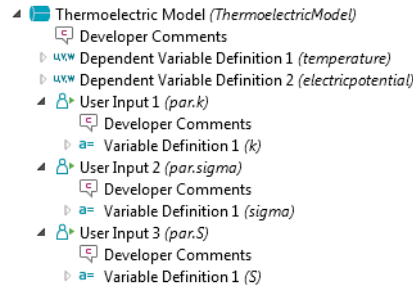 Thermoelectric Model (ThermoelectricModel)
c Developer Comments
u,v,w Dependent Variable Definition 1 (temperature)
u,v,w Dependent Variable Definition 2 (electricpotential)
User Input 1 (par.k)
c Developer Comments
a= Variable Definition 1 (k)
User Input 2 (par.sigma)
c Developer Comments
a= Variable Definition 1 (sigma)
User Input 3 (par.S)
c Developer Comments
a= Variable Definition 1 (S)